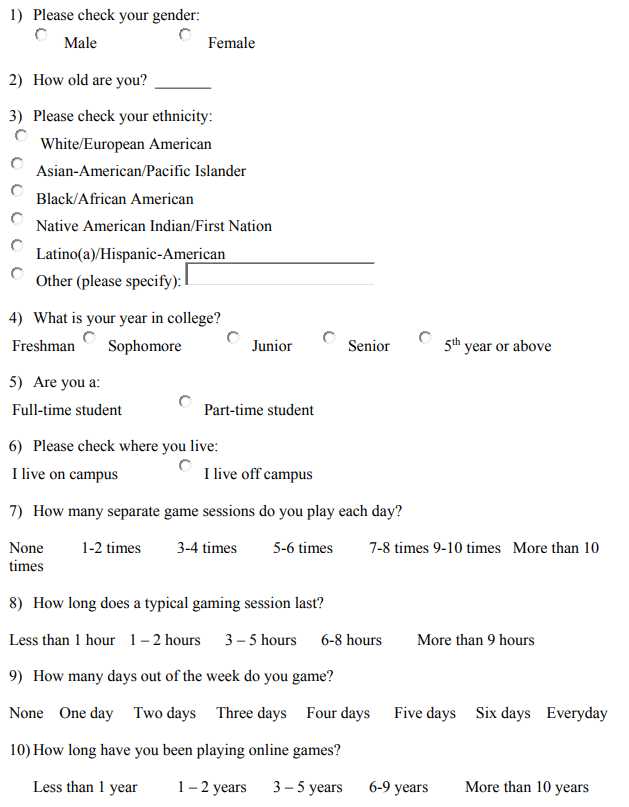 1) Please check your gender:
Male Female
2) How old are you? _______
3) Please check your ethnicity:
White/European American
Asian-American/Pacific Islander
Black/African American
Native American Indian/First Nation
Latino(a)/Hispanic-American
Other (please specify):
4) What is your year in college?
Freshman Sophomore Junior Senior 5th year or above
5) Are you a:
Full-time student Part-time student
6) Please check where you live:
I live on campus I live off campus
7) How many separate game sessions do you play each day?
None 1-2 times 3-4 times 5-6 times 7-8 times 9-10 times More than 10
times
8) How long does a typical gaming session last?
Less than 1 hour 1 – 2 hours 3 – 5 hours 6-8 hours More than 9 hours
9) How many days out of the week do you game?
None One day Two days Three days Four days Five days Six days Everyday
10) How long have you been playing online games?
Less than 1 year 1 – 2 years 3 – 5 years 6-9 years More than 10 years